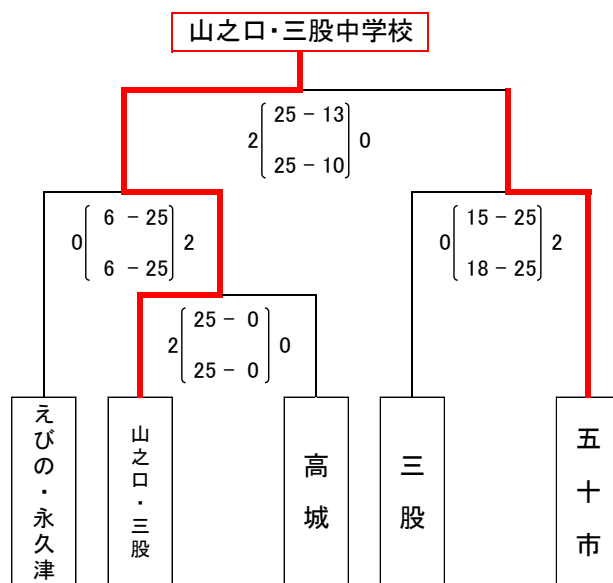 山之口・三股中学校
25 - 13
2 0
25 - 10
6 - 25
0 2
6 - 25
15 - 25
0 2
18 - 25
25 - 0
2 0
25 - 0
えびの・永久津
山之口・三股
高城
三股
五十市